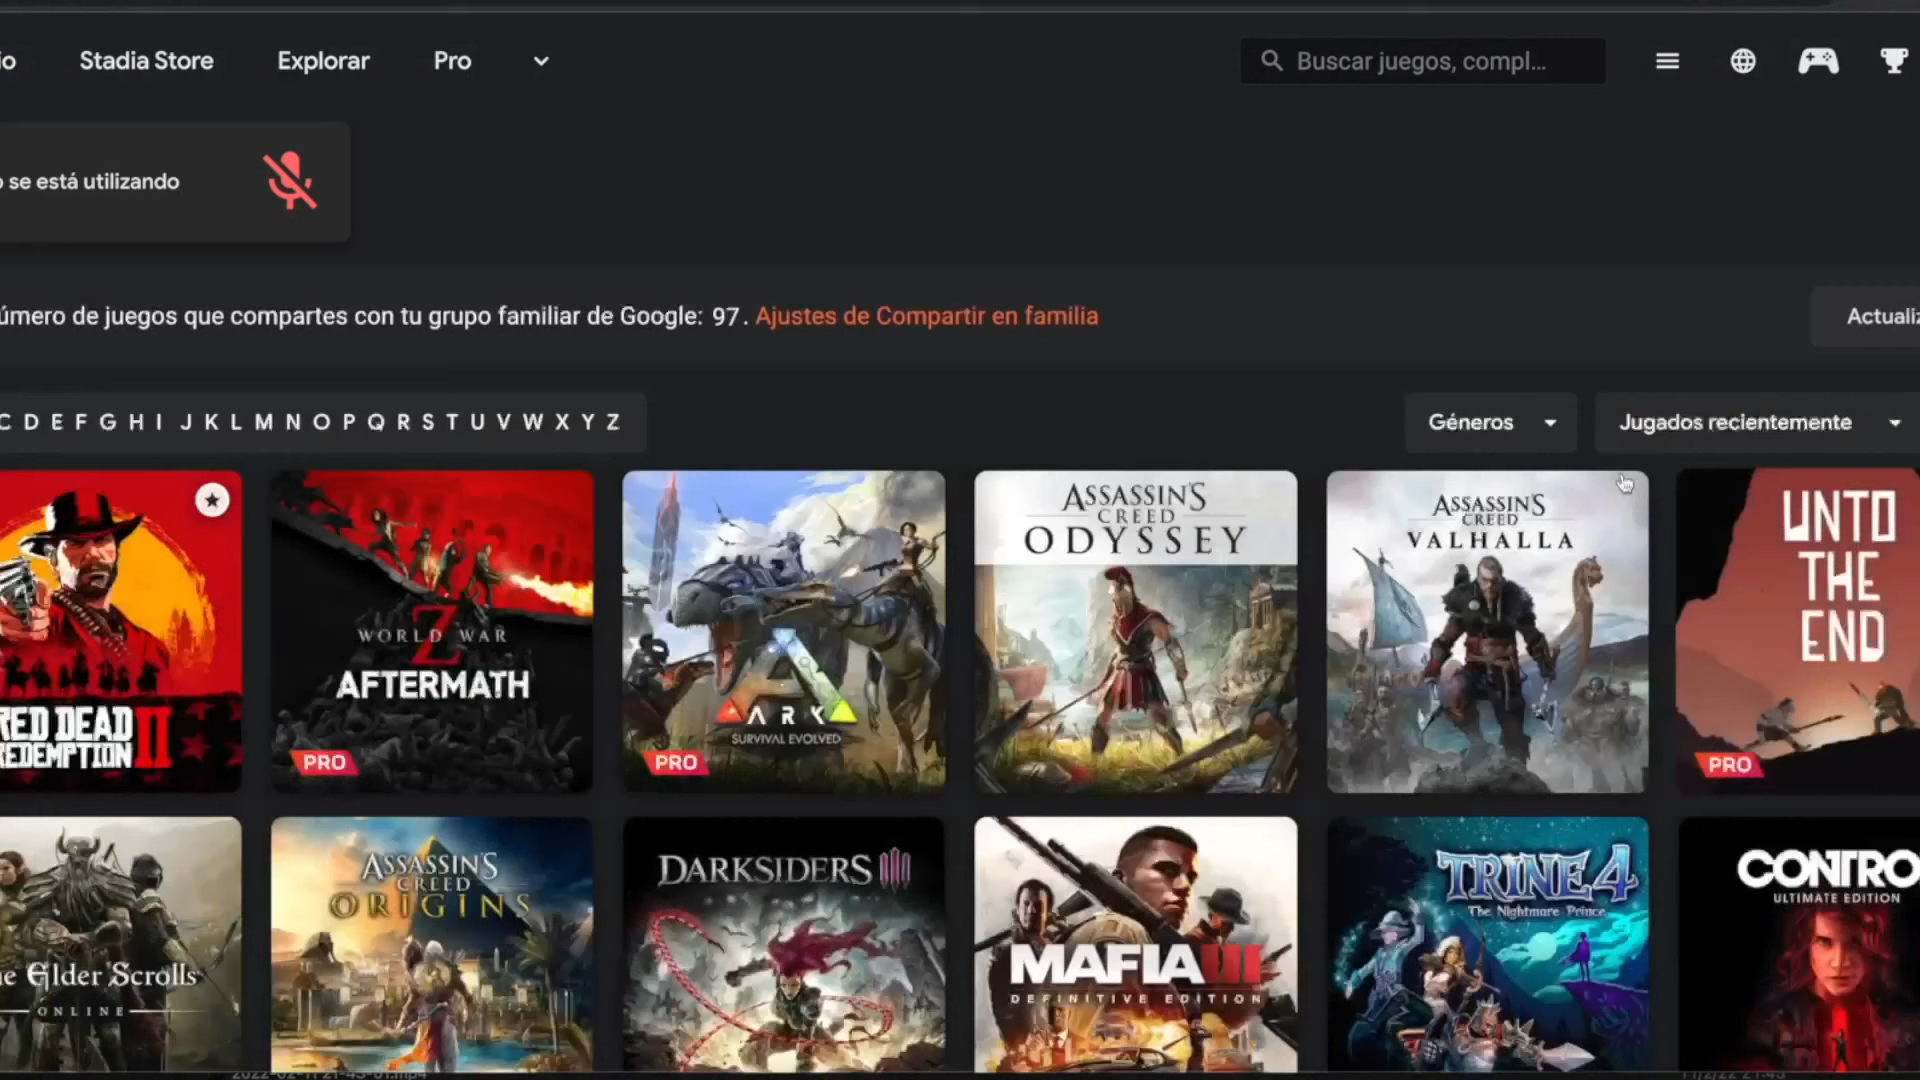 io Stadia Store Explorar Pro Buscar juegos, compl...
o se está utilizando
úmero de juegos que compartes con tu grupo familiar de Google: 97. Ajustes de Compartir en familia
Actualiz
C D E F G H I J K L M N O P Q R S T U V W X Y Z
Géneros
Jugados recientemente
RED DEAD
REDEMPTION II
WORLD WAR
Z
AFTERMATH
PRO
ARK
SURVIVAL EVOLVED
PRO
ASSASSIN'S
CREED
ODYSSEY
ASSASSIN'S
CREED
VALHALLA
UNTO
THE
END
PRO
he Elder Scrolls
ONLINE
ASSASSIN'S
CREED
ORIGINS
DARKSIDERS III
MAFIA III
DEFINITIVE EDITION
TRINE 4
The Nightmare Prince
CONTRO
ULTIMATE EDITION